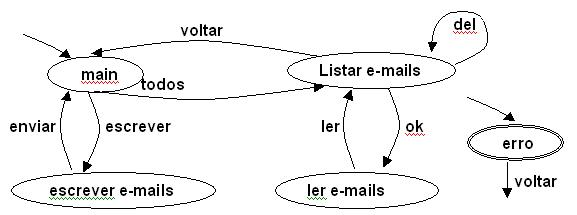 voltar
del
main
todos
Listar e-mails
enviar
escrever
ler
ok
erro
escrever e-mails
ler e-mails
voltar